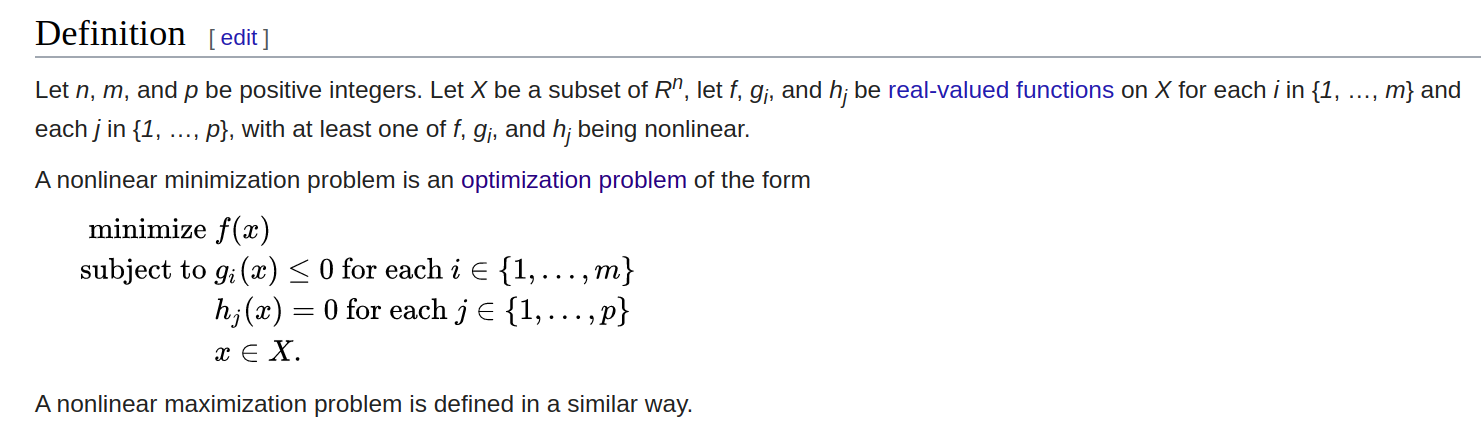 Definition [ edit ]
Let n, m, and p be positive integers. Let X be a subset of Rⁿ, let f, gᵢ, and hⱼ be real-valued functions on X for each i in {1, …, m} and
each j in {1, …, p}, with at least one of f, gᵢ, and hⱼ being nonlinear.
A nonlinear minimization problem is an optimization problem of the form
minimize f(x)
subject to gᵢ(x) ≤ 0 for each i ∈ {1, . . . , m}
hⱼ(x) = 0 for each j ∈ {1, . . . , p}
x ∈ X.
A nonlinear maximization problem is defined in a similar way.